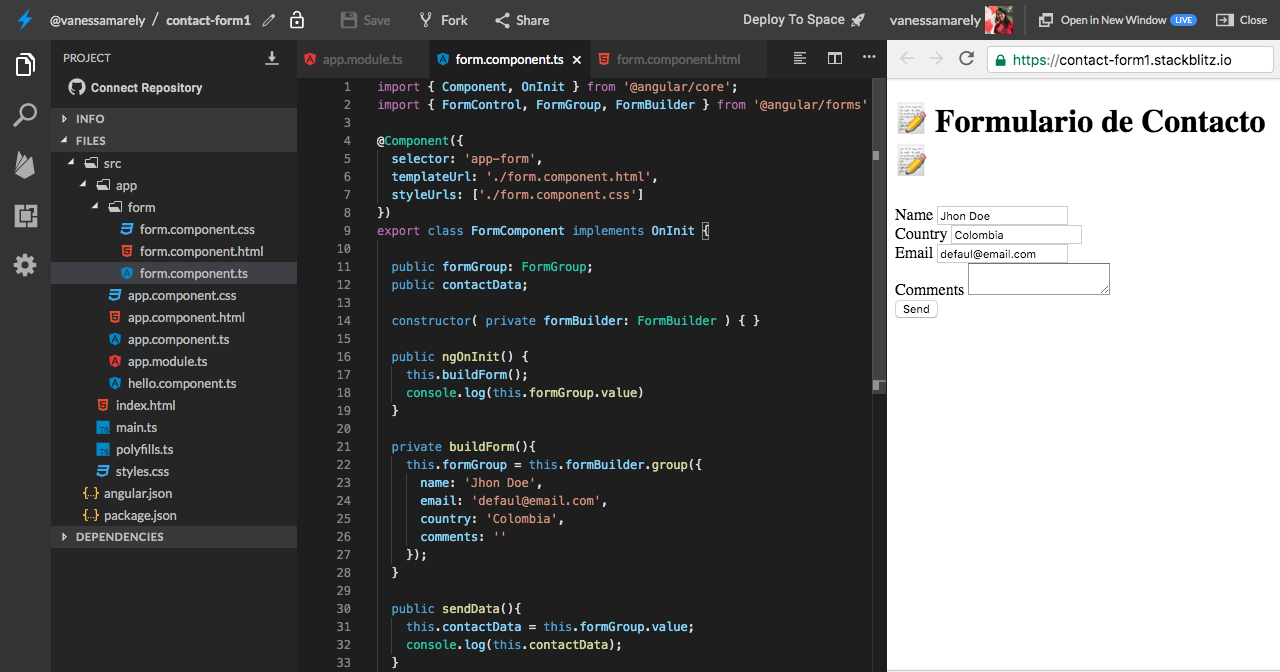 @vanessamarely / contact-form1
Save
Fork
Share
Deploy To Space
vanessamarely
Open in New Window LIVE
Close
PROJECT
Connect Repository
INFO
FILES
src
app
form
form.component.css
form.component.html
form.component.ts
app.component.css
app.component.html
app.component.ts
app.module.ts
hello.component.ts
index.html
main.ts
polyfills.ts
styles.css
angular.json
package.json
DEPENDENCIES
app.module.ts
form.component.ts
form.component.html
1 import { Component, OnInit } from '@angular/core';
2 import { FormControl, FormGroup, FormBuilder } from '@angular/forms'
3
4 @Component({
5 selector: 'app-form',
6 templateUrl: './form.component.html',
7 styleUrls: ['./form.component.css']
8 })
9 export class FormComponent implements OnInit {
10
11 public formGroup: FormGroup;
12 public contactData;
13
14 constructor( private formBuilder: FormBuilder ) { }
15
16 public ngOnInit() {
17 this.buildForm();
18 console.log(this.formGroup.value)
19 }
20
21 private buildForm(){
22 this.formGroup = this.formBuilder.group({
23 name: 'Jhon Doe',
24 email: 'defaul@email.com',
25 country: 'Colombia',
26 comments: ''
27 });
28 }
29
30 public sendData(){
31 this.contactData = this.formGroup.value;
32 console.log(this.contactData);
33 }
https://contact-form1.stackblitz.io
Formulario de Contacto
Name Jhon Doe
Country Colombia
Email defaul@email.com
Comments
Send